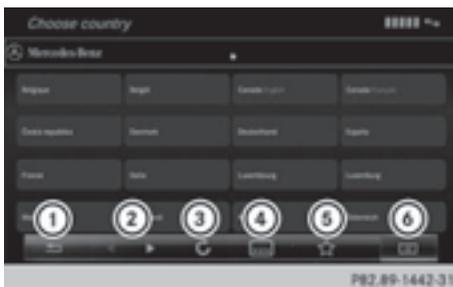 Choose country
Mercedes-Benz
Belgique België Canada English Canada Français
Česká republika Danmark Deutschland España
France Italia Luxembourg Luxemburg
1 2 3 4 5 6
P82.89-1442-31